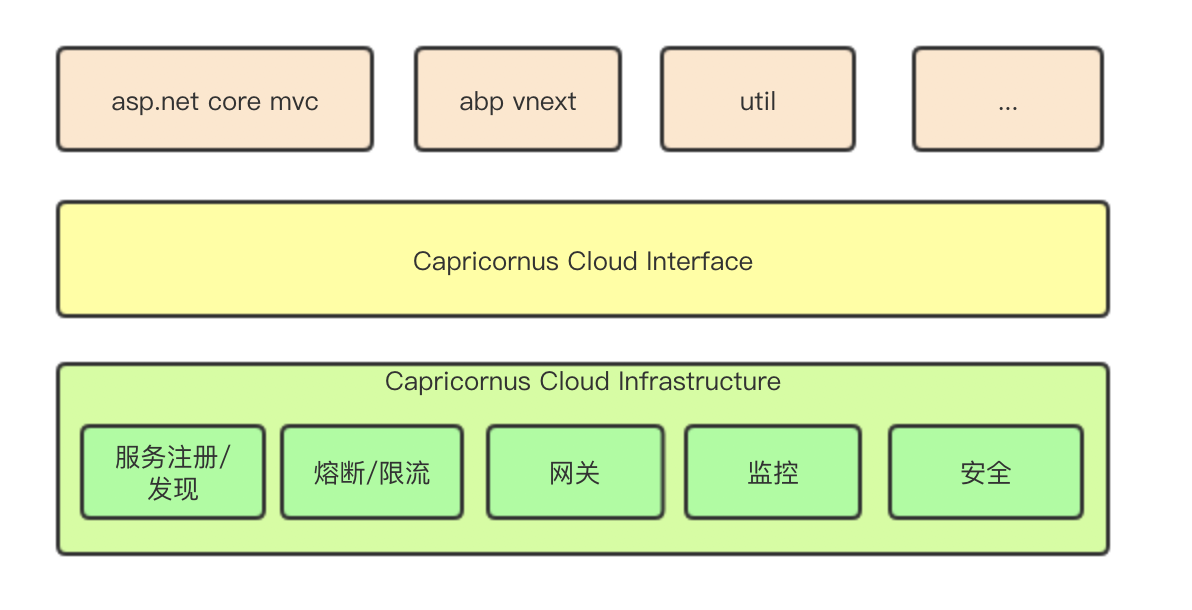 asp.net core mvc
abp vnext
util
...
Capricornus Cloud Interface
Capricornus Cloud Infrastructure
服务注册/
发现
熔断/限流
网关
监控
安全